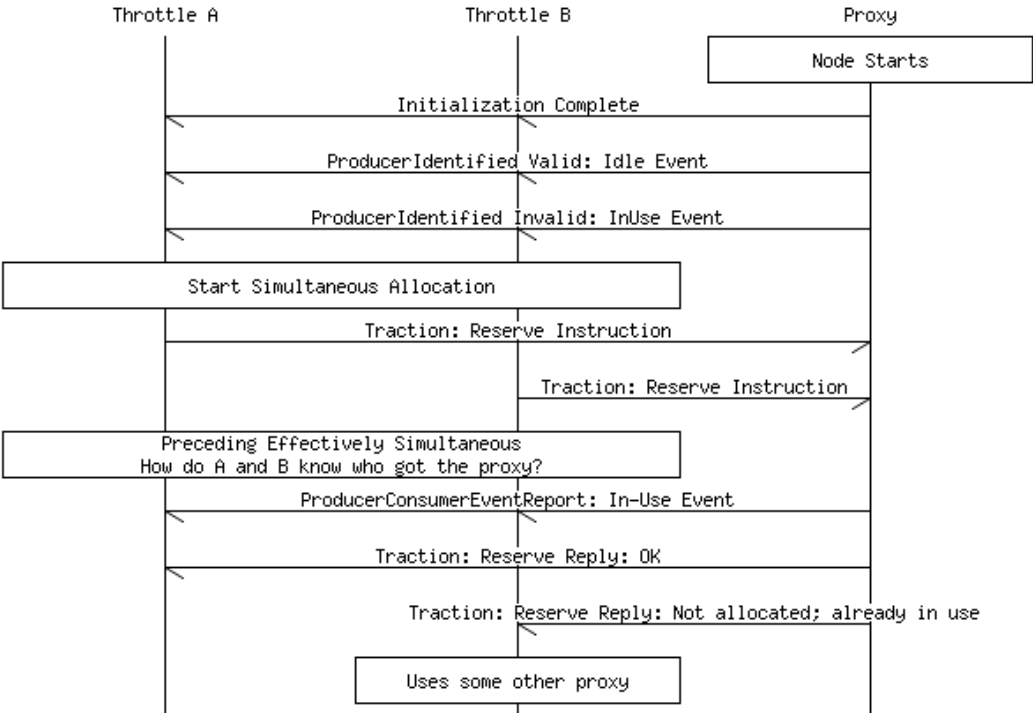 Throttle A Throttle B Proxy
Node Starts
Initialization Complete
ProducerIdentified Valid: Idle Event
ProducerIdentified Invalid: InUse Event
Start Simultaneous Allocation
Traction: Reserve Instruction
Traction: Reserve Instruction
Preceding Effectively Simultaneous
How do A and B know who got the proxy?
ProducerConsumerEventReport: In-Use Event
Traction: Reserve Reply: OK
Traction: Reserve Reply: Not allocated; already in use
Uses some other proxy